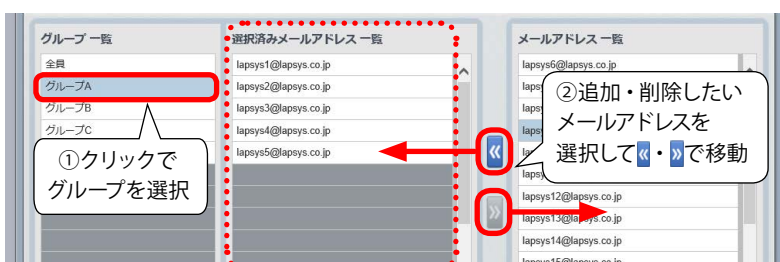 グループ 一覧
選択済みメールアドレス 一覧
メールアドレス 一覧
全員
グループA
グループB
グループC
①クリックで
グループを選択
lapsys1@lapsys.co.jp
lapsys2@lapsys.co.jp
lapsys3@lapsys.co.jp
lapsys4@lapsys.co.jp
lapsys5@lapsys.co.jp
«
»
lapsys6@lapsys.co.jp
②追加・削除したい
メールアドレスを
選択して«・»で移動
lapsys12@lapsys.co.jp
lapsys13@lapsys.co.jp
lapsys14@lapsys.co.jp
lapsys15@lapsys.co.jp